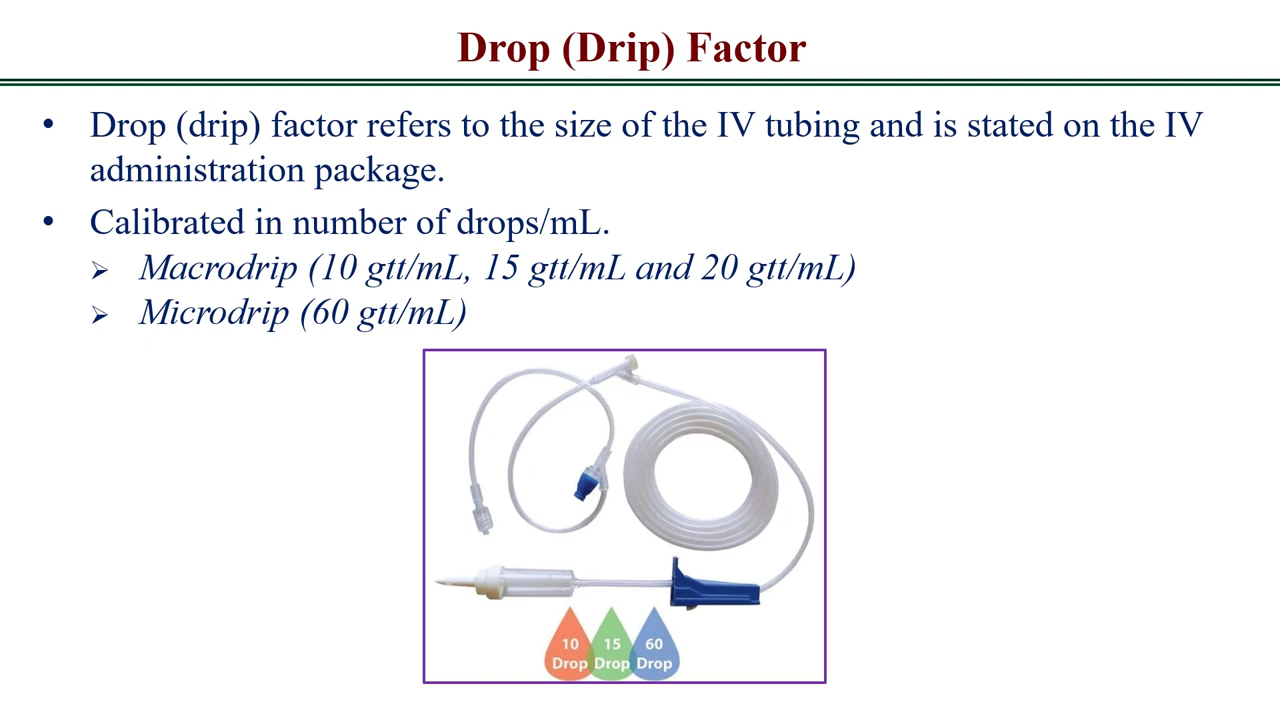 Drop (Drip) Factor
• Drop (drip) factor refers to the size of the IV tubing and is stated on the IV
administration package.
• Calibrated in number of drops/mL.
➢ Macrodrip (10 gtt/mL, 15 gtt/mL and 20 gtt/mL)
➢ Microdrip (60 gtt/mL)
10 15 60
Drop Drop Drop